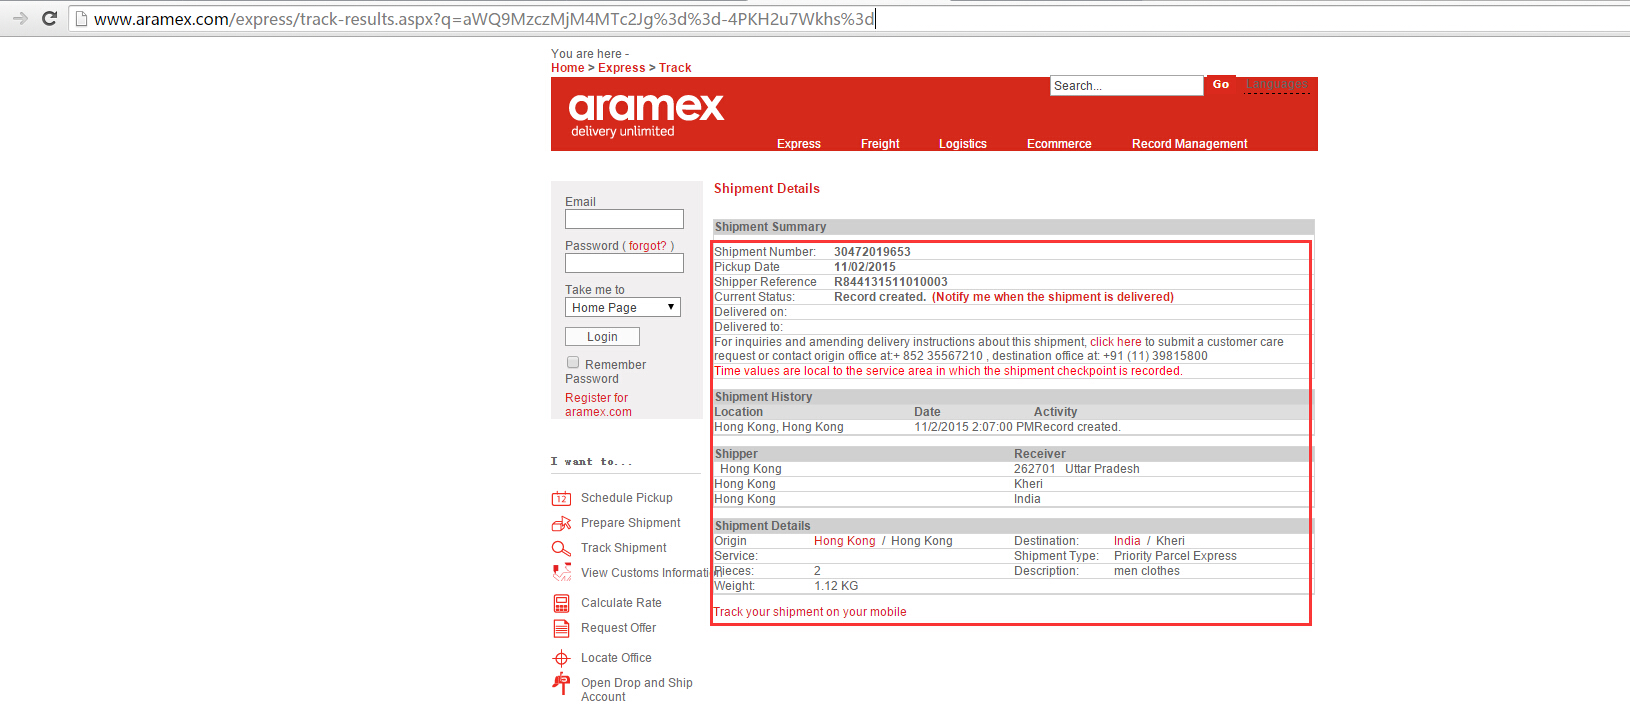 www.aramex.com/express/track-results.aspx?q=aWQ9MzczMjM4MTc2Jg%3d%3d-4PKH2u7Wkhs%3d
You are here -
Home > Express > Track
Search...
Go
Languages
aramex
delivery unlimited
Express Freight Logistics Ecommerce Record Management
Email
Password ( forgot? )
Take me to
Home Page
Login
Remember
Password
Register for
aramex.com
I want to...
Schedule Pickup
Prepare Shipment
Track Shipment
View Customs Information
Calculate Rate
Request Offer
Locate Office
Open Drop and Ship
Account
Shipment Details
Shipment Summary
Shipment Number: 30472019653
Pickup Date 11/02/2015
Shipper Reference R844131511010003
Current Status: Record created. (Notify me when the shipment is delivered)
Delivered on:
Delivered to:
For inquiries and amending delivery instructions about this shipment, click here to submit a customer care
request or contact origin office at:+ 852 35567210 , destination office at: +91 (11) 39815800
Time values are local to the service area in which the shipment checkpoint is recorded.
Shipment History
Location Date Activity
Hong Kong, Hong Kong 11/2/2015 2:07:00 PMRecord created.
Shipper Receiver
Hong Kong 262701 Uttar Pradesh
Hong Kong Kheri
Hong Kong India
Shipment Details
Origin Hong Kong / Hong Kong Destination: India / Kheri
Service: Shipment Type: Priority Parcel Express
Pieces: 2 Description: men clothes
Weight: 1.12 KG
Track your shipment on your mobile